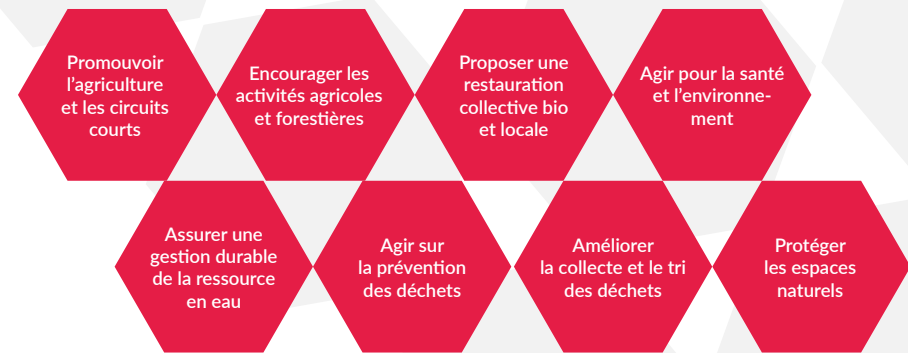 Promouvoir
l'agriculture
et les circuits
courts
Encourager les
activités agricoles
et forestières
Proposer une
restauration
collective bio
et locale
Agir pour la santé
et l'environne-
ment
Assurer une
gestion durable
de la ressource
en eau
Agir sur
la prévention
des déchets
Améliorer
la collecte et le tri
des déchets
Protéger
les espaces
naturels